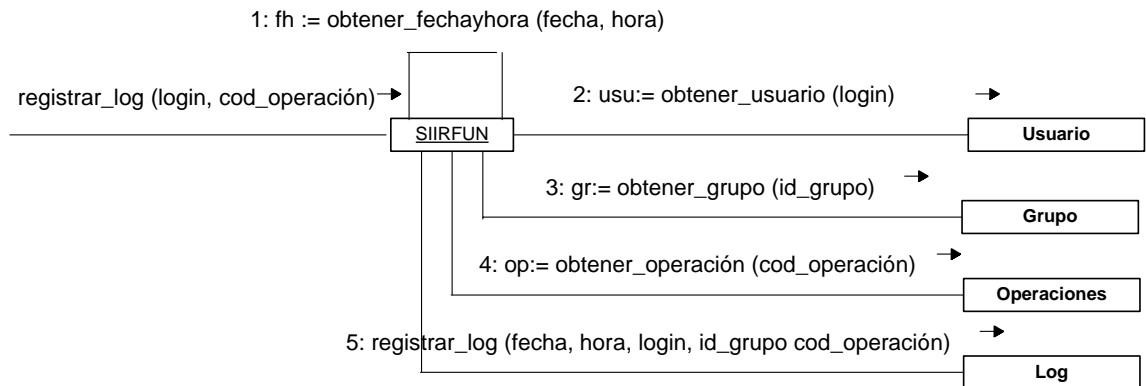 1: fh := obtener_fechayhora (fecha, hora)
registrar_log (login, cod_operación)
2: usu:= obtener_usuario (login)
SIIRFUN
Usuario
3: gr:= obtener_grupo (id_grupo)
Grupo
4: op:= obtener_operación (cod_operación)
Operaciones
5: registrar_log (fecha, hora, login, id_grupo cod_operación)
Log